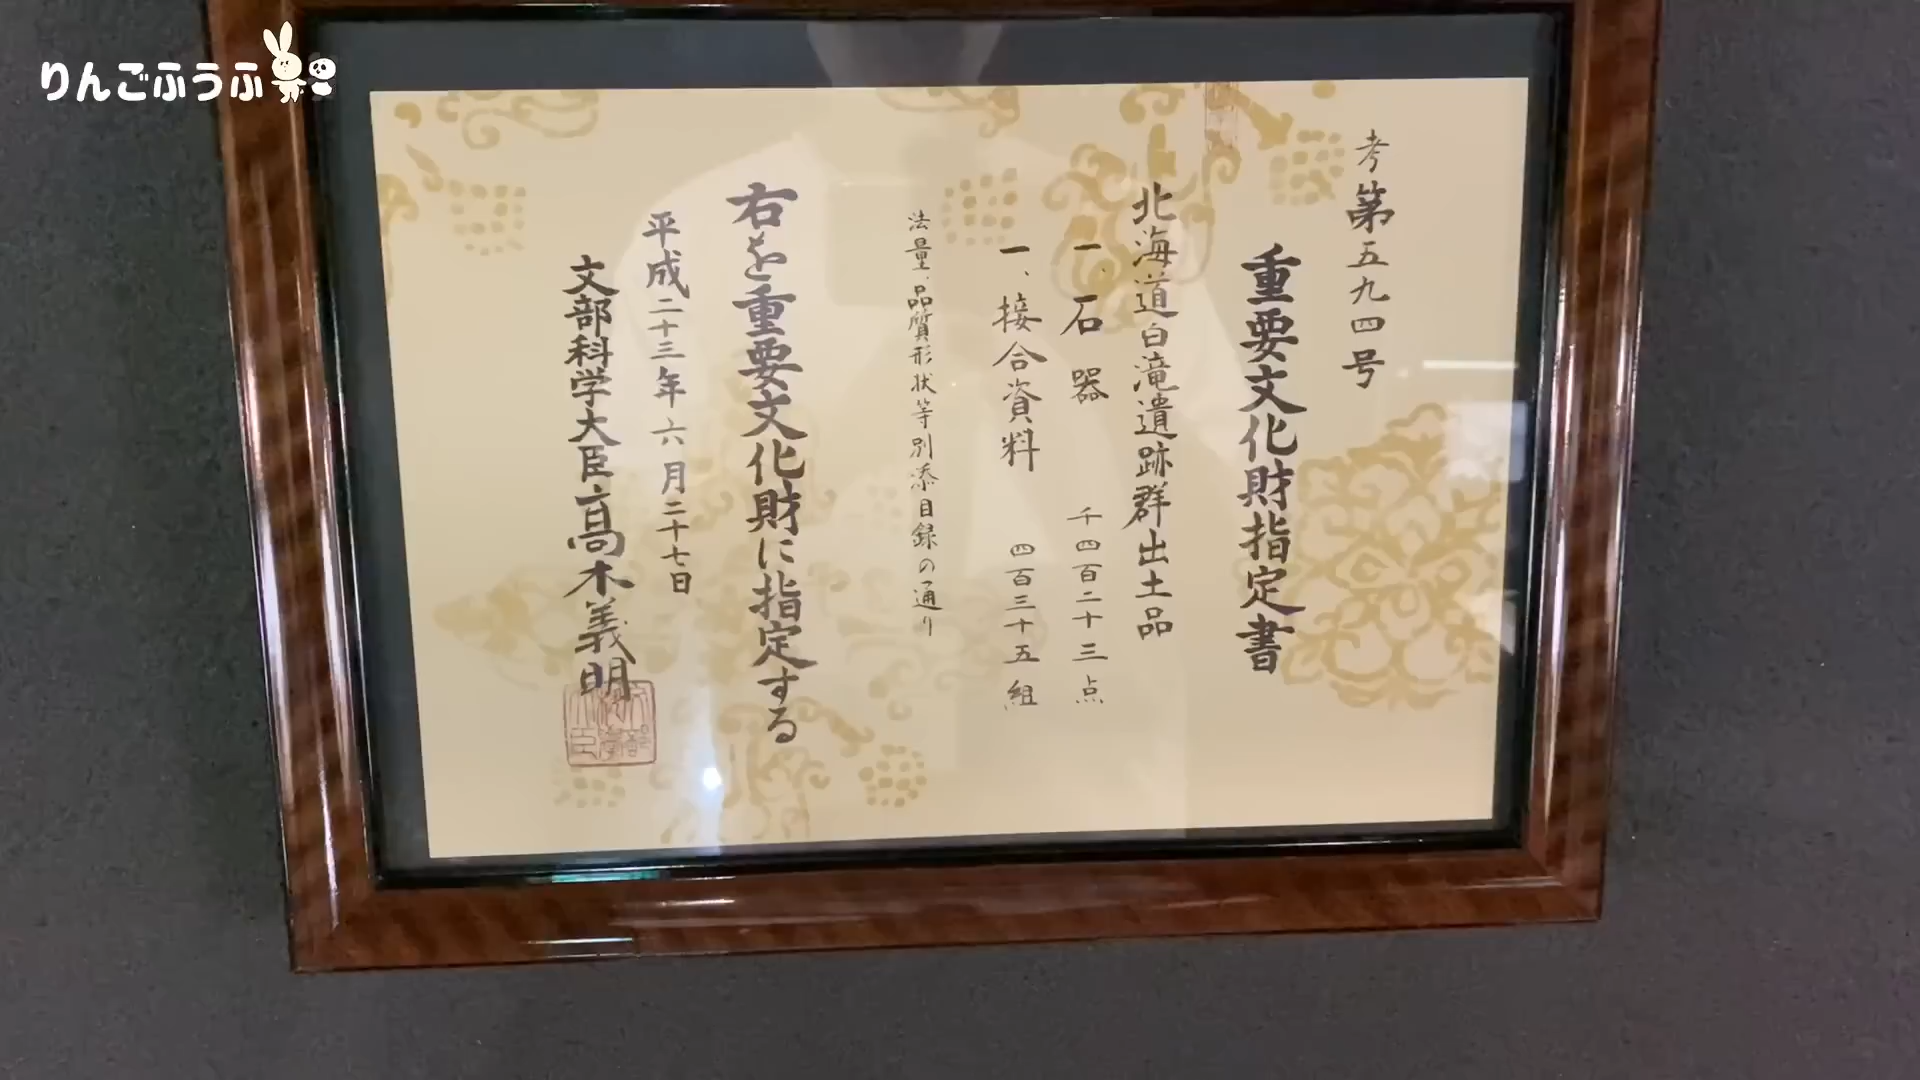 りんごふうふ
考第五九四号
重要文化財指定書
北海道白滝遺跡群出土品
一、石器 千四百二十三点
一、接合資料 四百三十五組
法量、品質形状等別添目録の通り
右を重要文化財に指定する
平成二十三年六月二十七日
文部科学大臣髙木義明